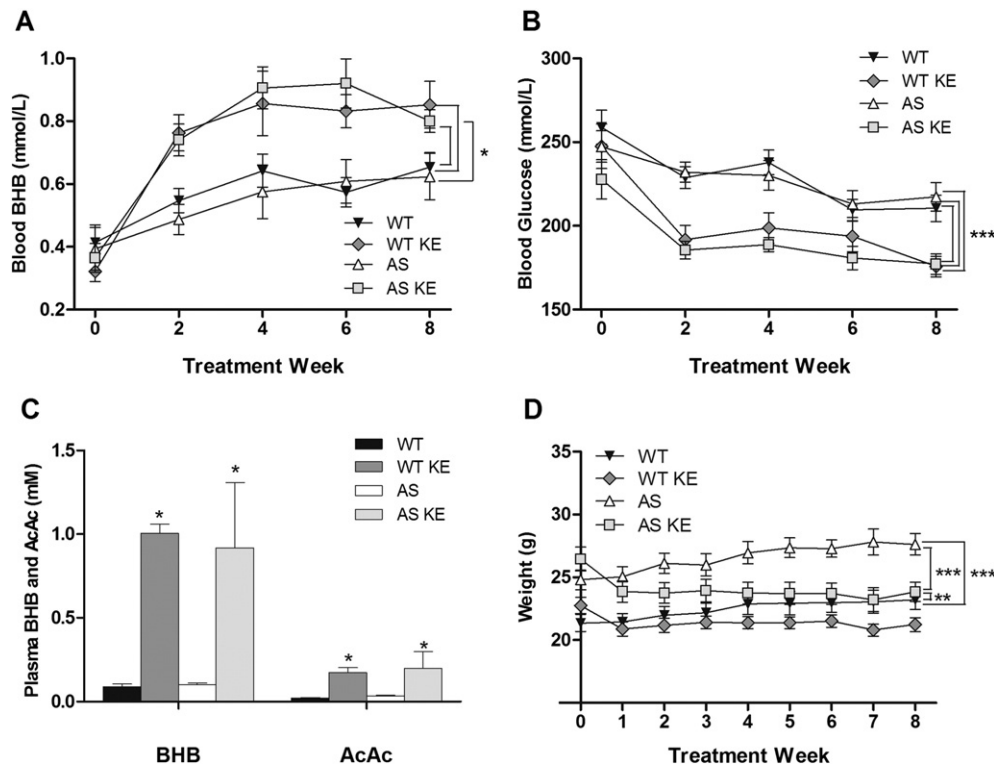 A
Blood BHB (mmol/L)
1.0
0.8
0.6
0.4
0.2
0 2 4 6 8
Treatment Week
WT
WT KE
AS
AS KE
*
B
Blood Glucose (mmol/L)
300
250
200
150
0 2 4 6 8
Treatment Week
WT
WT KE
AS
AS KE
***
C
Plasma BHB and AcAc (mM)
1.5
1.0
0.5
0.0
BHB AcAc
WT
WT KE
AS
AS KE
* * * *
D
Weight (g)
35
30
25
20
0 1 2 3 4 5 6 7 8
Treatment Week
WT
WT KE
AS
AS KE
*** ***
**